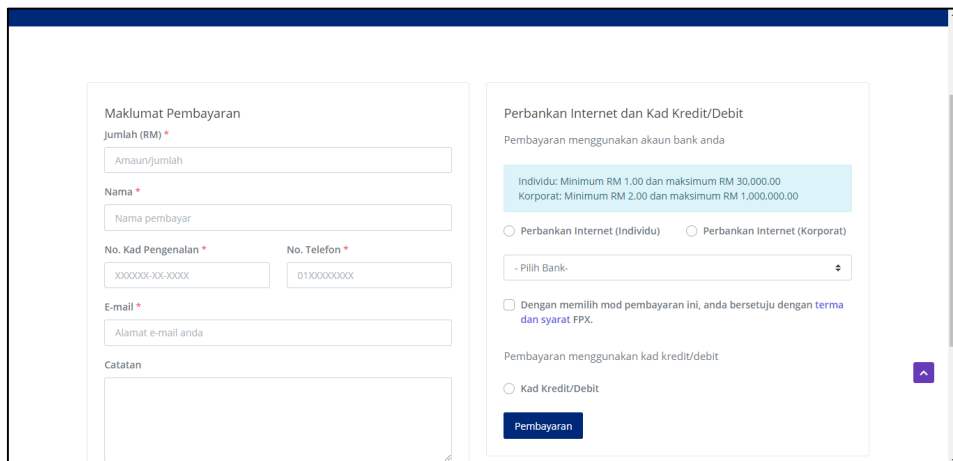 Maklumat Pembayaran
Jumlah (RM) *
Amaun/jumlah
Nama *
Nama pembayar
No. Kad Pengenalan *
No. Telefon *
XXXXXX-XX-XXXX
01XXXXXXXX
E-mail *
Alamat e-mail anda
Catatan
Perbankan Internet dan Kad Kredit/Debit
Pembayaran menggunakan akaun bank anda
Individu: Minimum RM 1.00 dan maksimum RM 30,000.00
Korporat: Minimum RM 2.00 dan maksimum RM 1,000,000.00
Perbankan Internet (Individu)
Perbankan Internet (Korporat)
- Pilih Bank-
Dengan memilih mod pembayaran ini, anda bersetuju dengan terma
dan syarat FPX.
Pembayaran menggunakan kad kredit/debit
Kad Kredit/Debit
Pembayaran